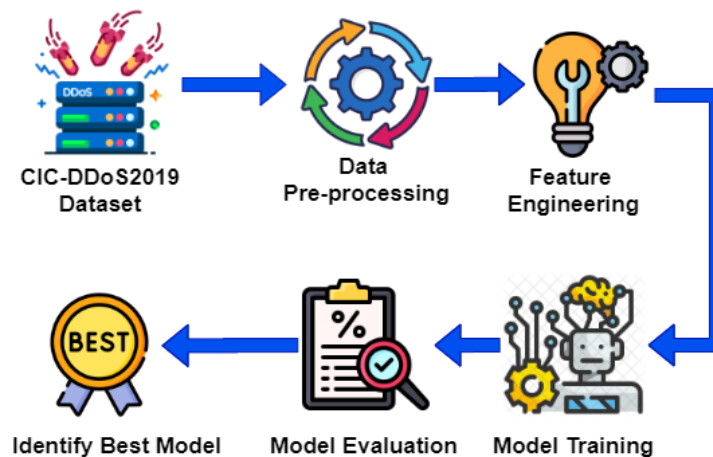 DDoS
CIC-DDoS2019
Dataset
Data
Pre-processing
Feature
Engineering
BEST
%
Identify Best Model
Model Evaluation
Model Training